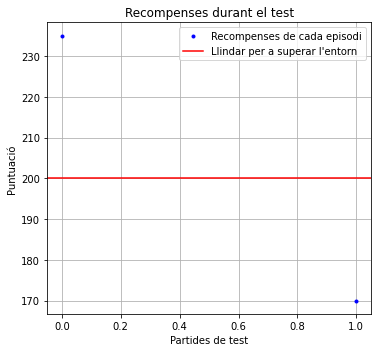 Recompenses durant el test
Recompenses de cada episodi
Llindar per a superar l'entorn
Puntuació
230
220
210
200
190
180
170
0.0 0.2 0.4 0.6 0.8 1.0
Partides de test